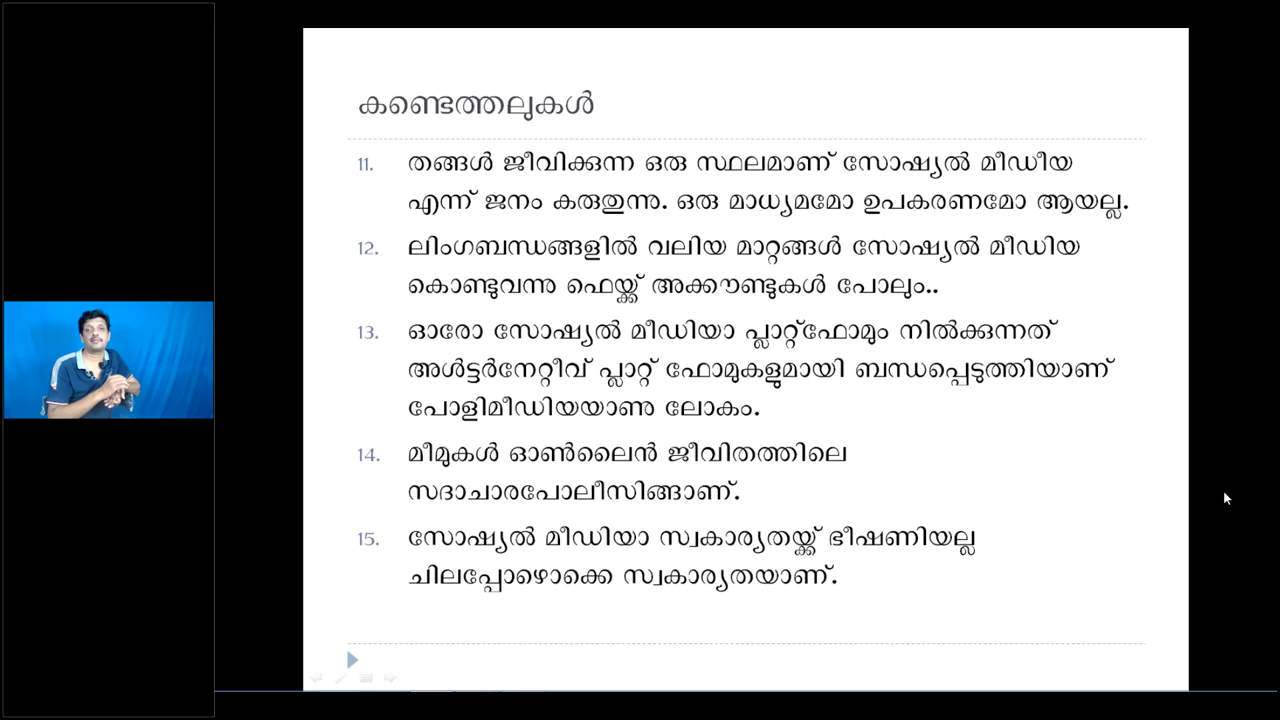 കണ്ടെത്തലുകൾ
11. തങ്ങൾ ജീവിക്കുന്ന ഒരു സ്ഥലമാണ് സോഷ്യൽ മീഡീയ
എന്ന് ജനം കരുതുന്നു. ഒരു മാധ്യമമോ ഉപകരണമോ ആയല്ല.
12. ലിംഗബന്ധങ്ങളിൽ വലിയ മാറ്റങ്ങൾ സോഷ്യൽ മീഡിയ
കൊണ്ടുവന്നു ഫെയ്ക്ക് അക്കൗണ്ടുകൾ പോലും..
13. ഓരോ സോഷ്യൽ മീഡിയാ പ്ലാറ്റ്ഫോമും നിൽക്കുന്നത്
അൾട്ടർനേറ്റീവ് പ്ലാറ്റ് ഫോമുകളുമായി ബന്ധപ്പെടുത്തിയാണ്
പോളിമീഡിയയാണു ലോകം.
14. മീമുകൾ ഓൺലൈൻ ജീവിതത്തിലെ
സദാചാരപോലീസിങ്ങാണ്.
15. സോഷ്യൽ മീഡിയാ സ്വകാര്യതയ്ക്ക് ഭീഷണിയല്ല
ചിലപ്പോഴൊക്കെ സ്വകാര്യതയാണ്.